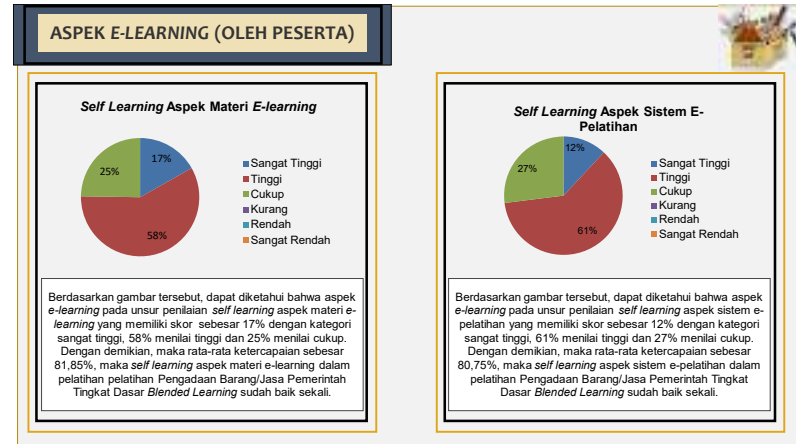 ASPEK E-LEARNING (OLEH PESERTA)
Self Learning Aspek Materi E-learning
17%
25%
58%
Sangat Tinggi
Tinggi
Cukup
Kurang
Rendah
Sangat Rendah
Berdasarkan gambar tersebut, dapat diketahui bahwa aspek
e-learning pada unsur penilaian self learning aspek materi e-
learning yang memiliki skor sebesar 17% dengan kategori
sangat tinggi, 58% menilai tinggi dan 25% menilai cukup.
Dengan demikian, maka rata-rata ketercapaian sebesar
81,85%, maka self learning aspek materi e-learning dalam
pelatihan pelatihan Pengadaan Barang/Jasa Pemerintah
Tingkat Dasar Blended Learning sudah baik sekali.
Self Learning Aspek Sistem E-
Pelatihan
12%
27%
61%
Sangat Tinggi
Tinggi
Cukup
Kurang
Rendah
Sangat Rendah
Berdasarkan gambar tersebut, dapat diketahui bahwa aspek
e-learning pada unsur penilaian self learning aspek sistem e-
pelatihan yang memiliki skor sebesar 12% dengan kategori
sangat tinggi, 61% menilai tinggi dan 27% menilai cukup.
Dengan demikian, maka rata-rata ketercapaian sebesar
80,75%, maka self learning aspek sistem e-pelatihan dalam
pelatihan Pengadaan Barang/Jasa Pemerintah Tingkat
Dasar Blended Learning sudah baik sekali.